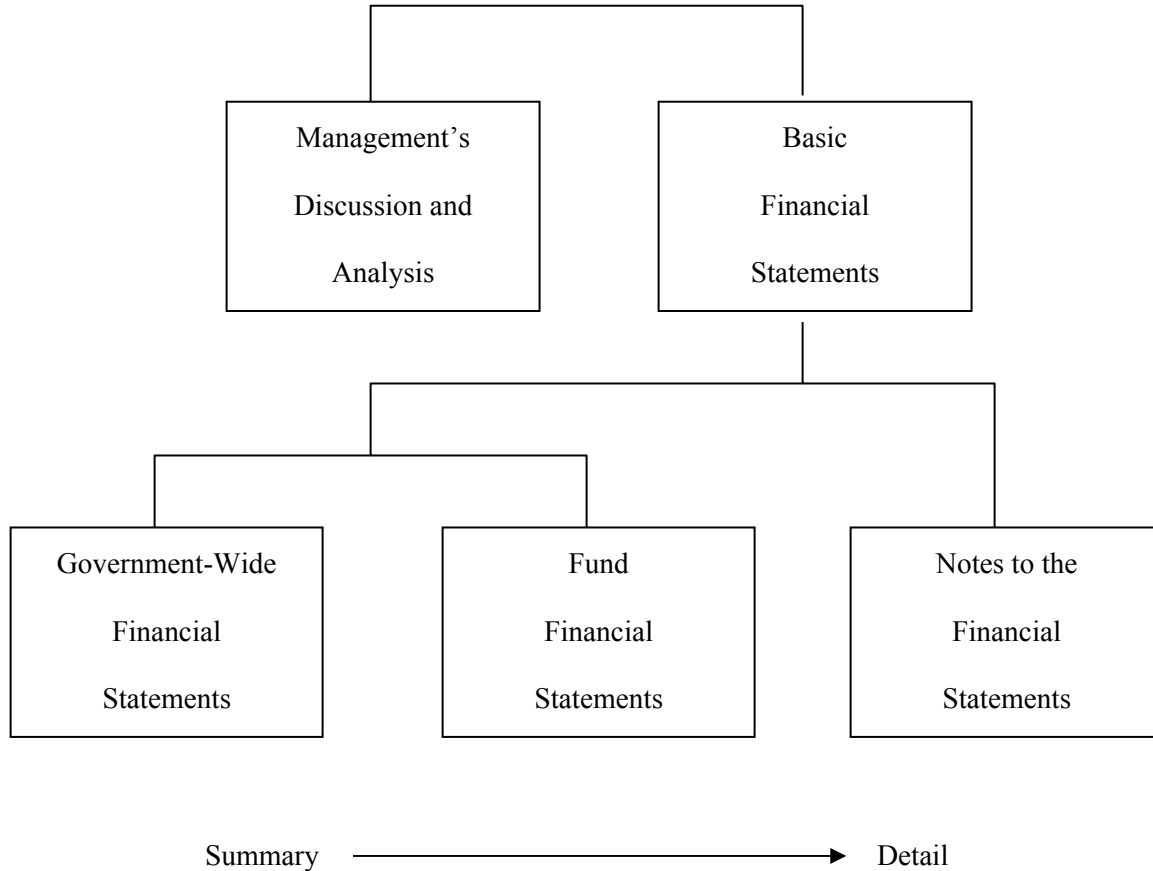 Management’s
Discussion and
Analysis
Basic
Financial
Statements
Government-Wide
Financial
Statements
Fund
Financial
Statements
Notes to the
Financial
Statements
Summary
Detail